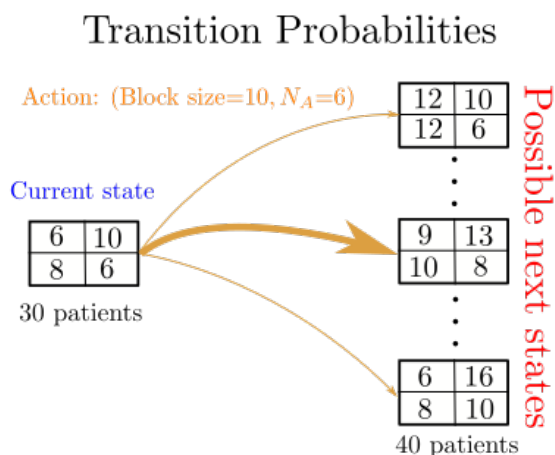 Transition Probabilities
Action: (Block size=10, N_A=6)
12 10
12 6
Current state
6 10
8 6
30 patients
9 13
10 8
6 16
8 10
40 patients
Possible next states